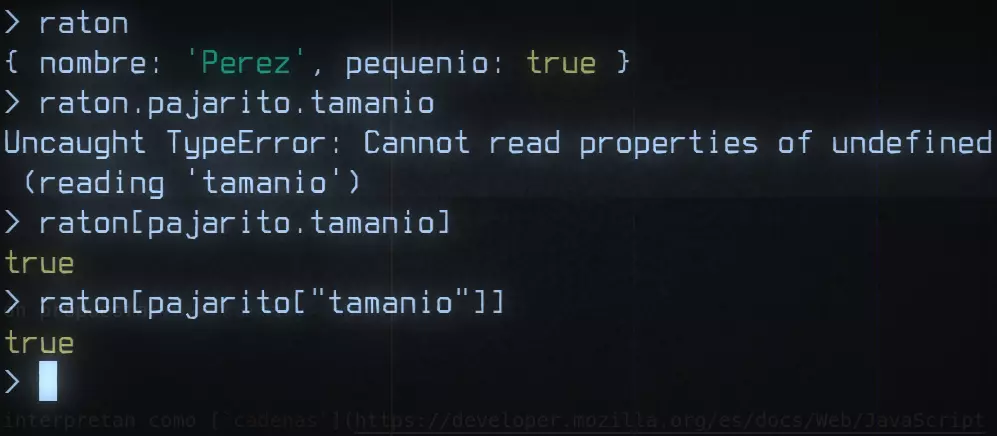 > raton
{ nombre: 'Perez', pequenio: true }
> raton.pajarito.tamanio
Uncaught TypeError: Cannot read properties of undefined
(reading 'tamanio')
> raton[pajarito.tamanio]
true
> raton[pajarito["tamanio"]]
true
>
interpretan como [`cadenas`](https://developer.mozilla.org/es/docs/Web/JavaScript